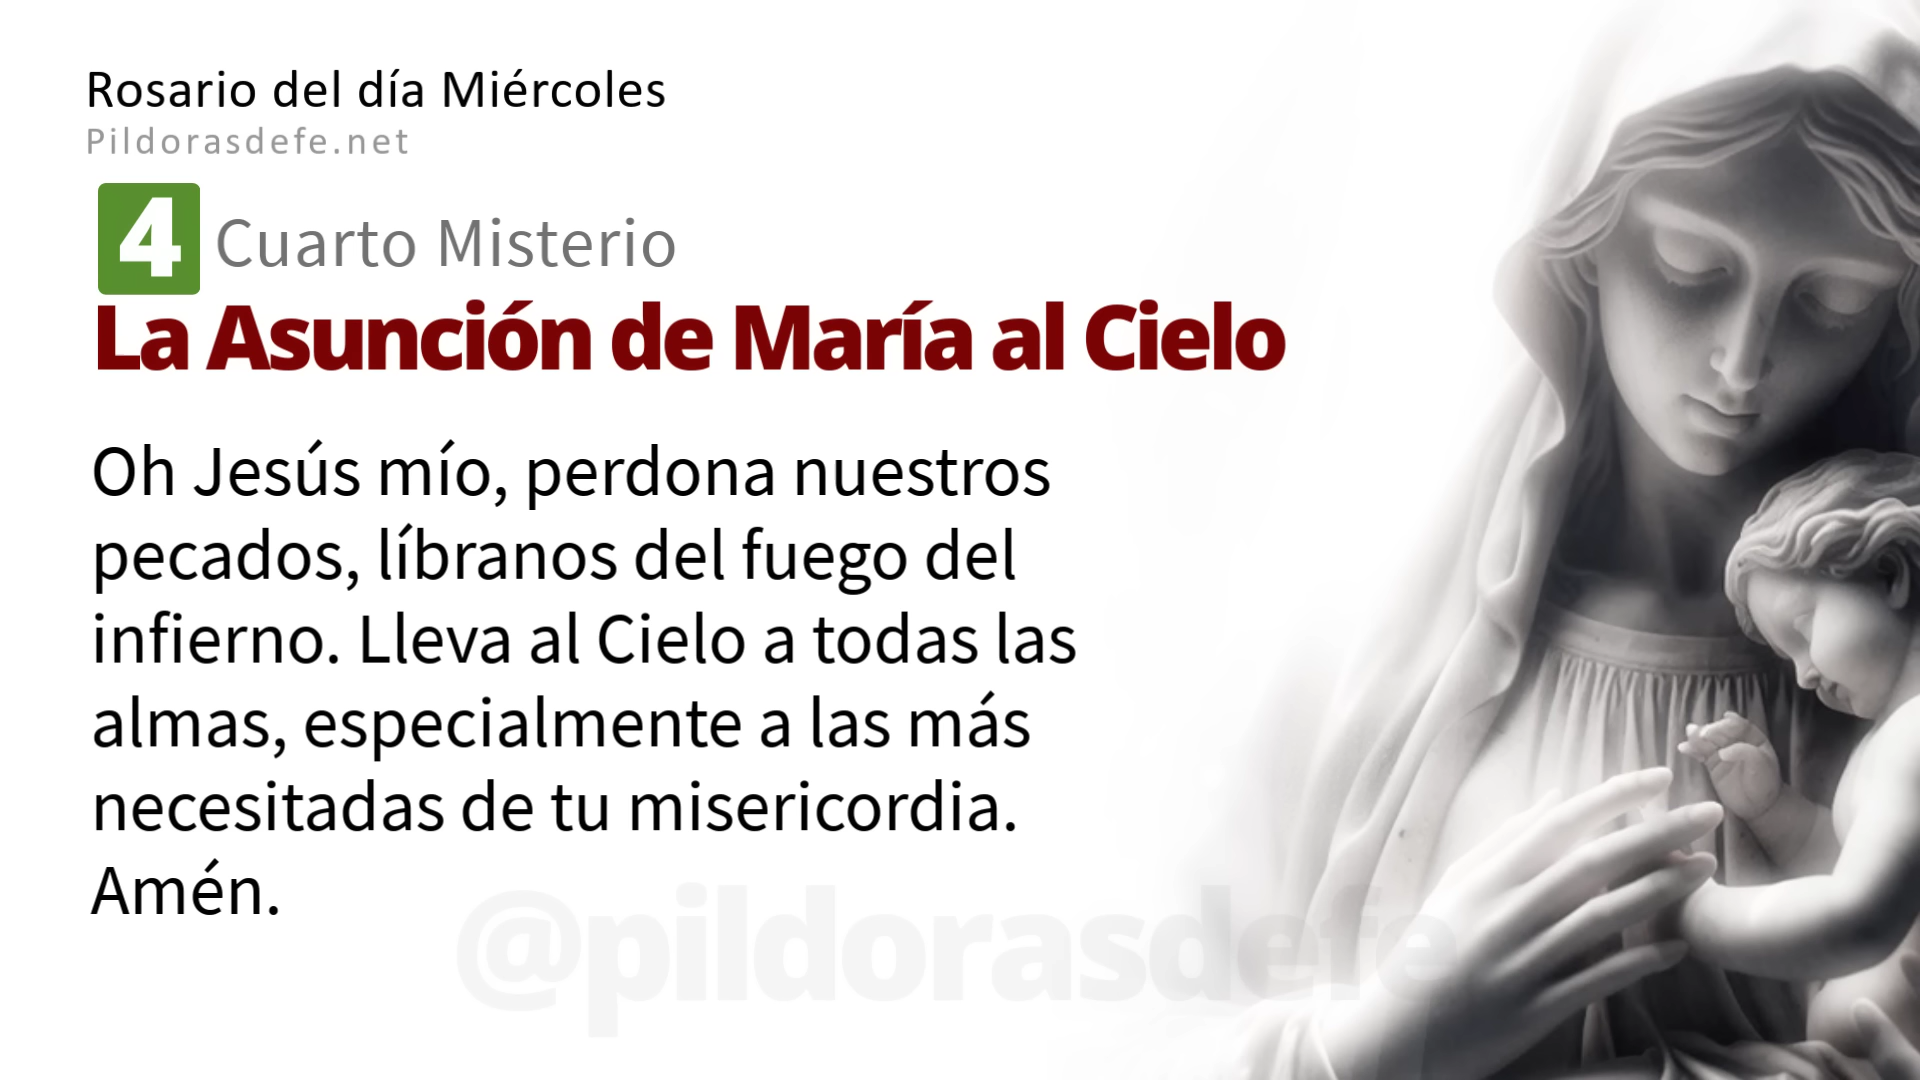 Rosario del día Miércoles
Pildorasdefe.net
4 Cuarto Misterio
La Asunción de María al Cielo
Oh Jesús mío, perdona nuestros
pecados, líbranos del fuego del
infierno. Lleva al Cielo a todas las
almas, especialmente a las más
necesitadas de tu misericordia.
Amén.
@pildorasdefe